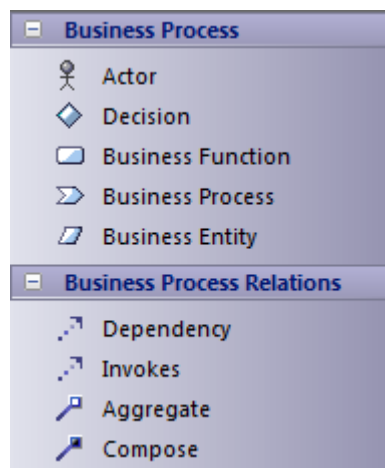 Business Process
Actor
Decision
Business Function
Business Process
Business Entity
Business Process Relations
Dependency
Invokes
Aggregate
Compose